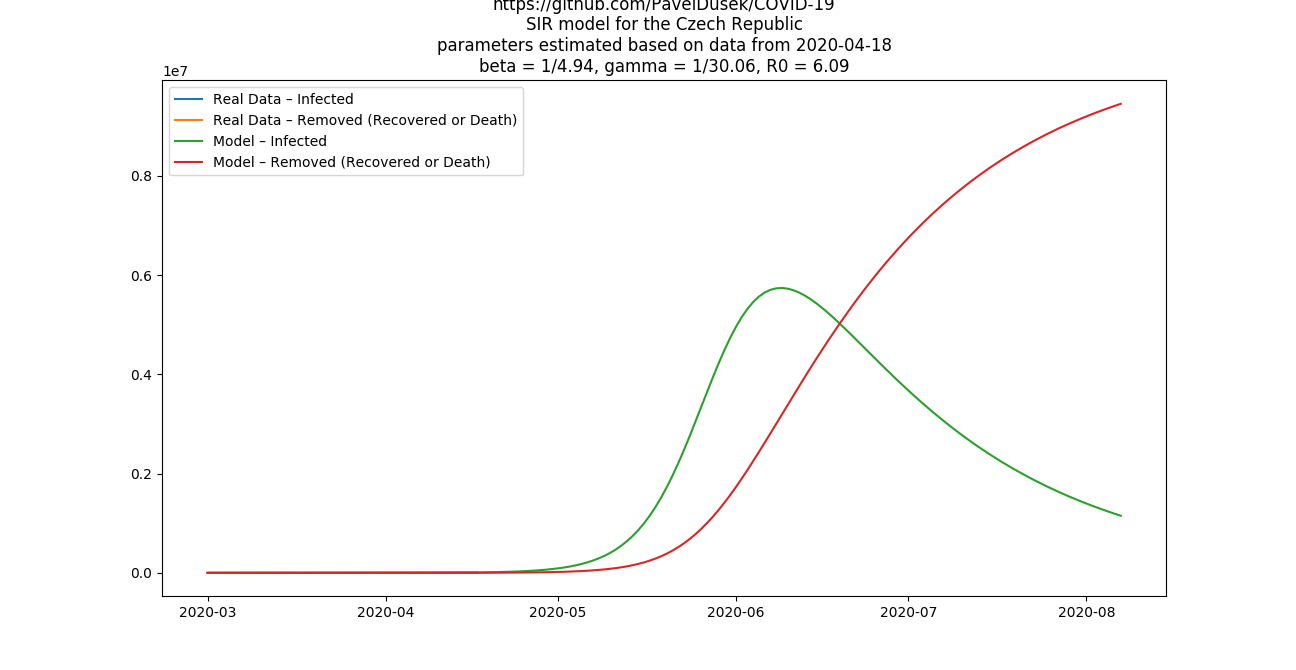 https://github.com/PavelDusek/COVID-19
SIR model for the Czech Republic
parameters estimated based on data from 2020-04-18
beta = 1/4.94, gamma = 1/30.06, R0 = 6.09
1e7
Real Data – Infected
Real Data – Removed (Recovered or Death)
Model – Infected
Model – Removed (Recovered or Death)
0.8
0.6
0.4
0.2
0.0
2020-03 2020-04 2020-05 2020-06 2020-07 2020-08